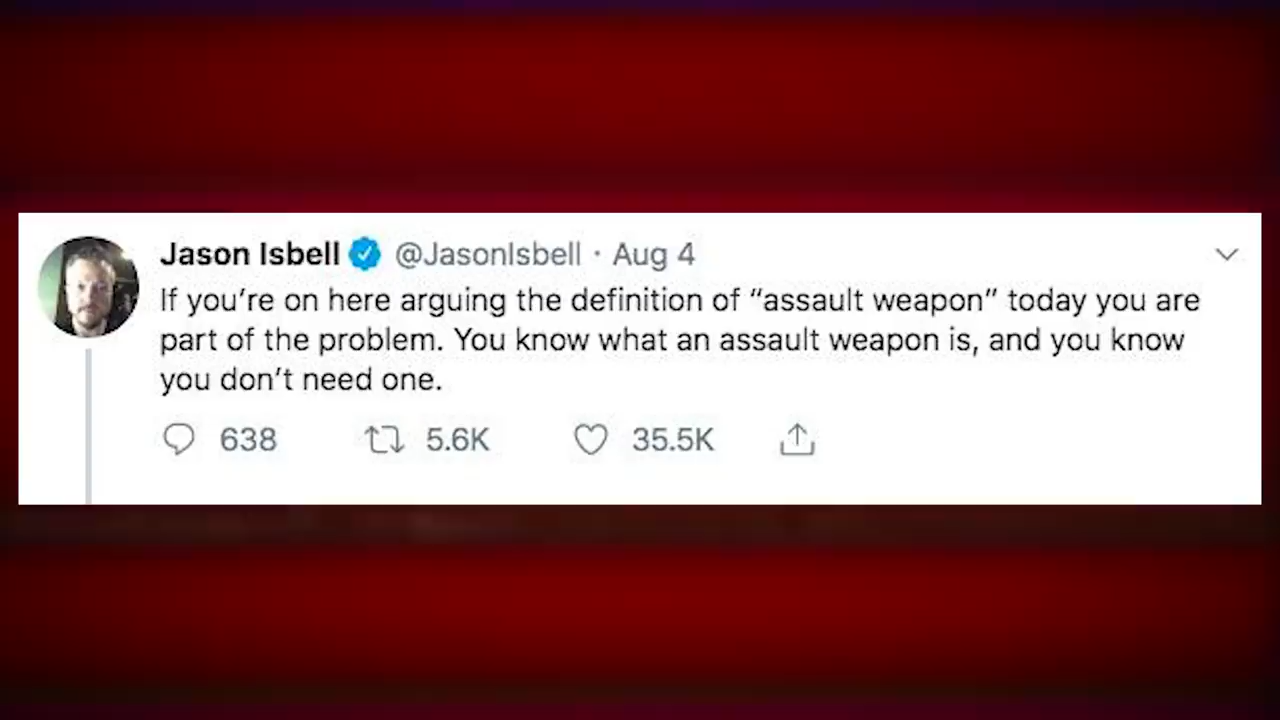 Jason Isbell @JasonIsbell · Aug 4
If you’re on here arguing the definition of “assault weapon” today you are
part of the problem. You know what an assault weapon is, and you know
you don’t need one.
638 5.6K 35.5K